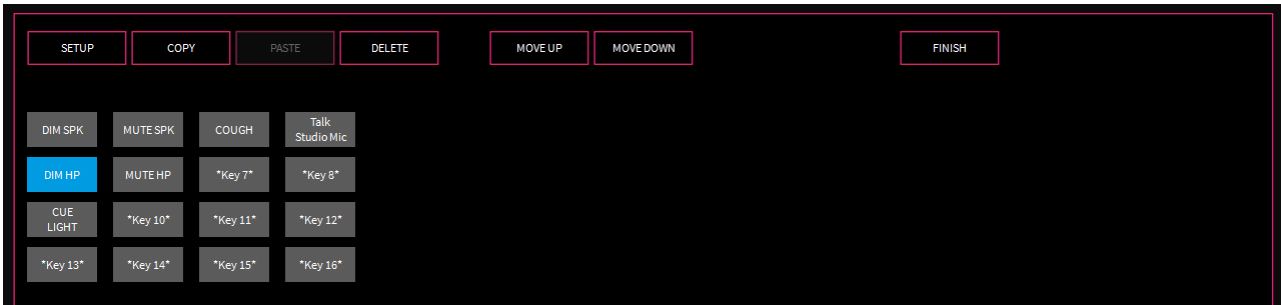 SETUP
COPY
PASTE
DELETE
MOVE UP
MOVE DOWN
FINISH
DIM SPK
MUTE SPK
COUGH
Talk
Studio Mic
DIM HP
MUTE HP
*Key 7*
*Key 8*
CUE
LIGHT
*Key 10*
*Key 11*
*Key 12*
*Key 13*
*Key 14*
*Key 15*
*Key 16*